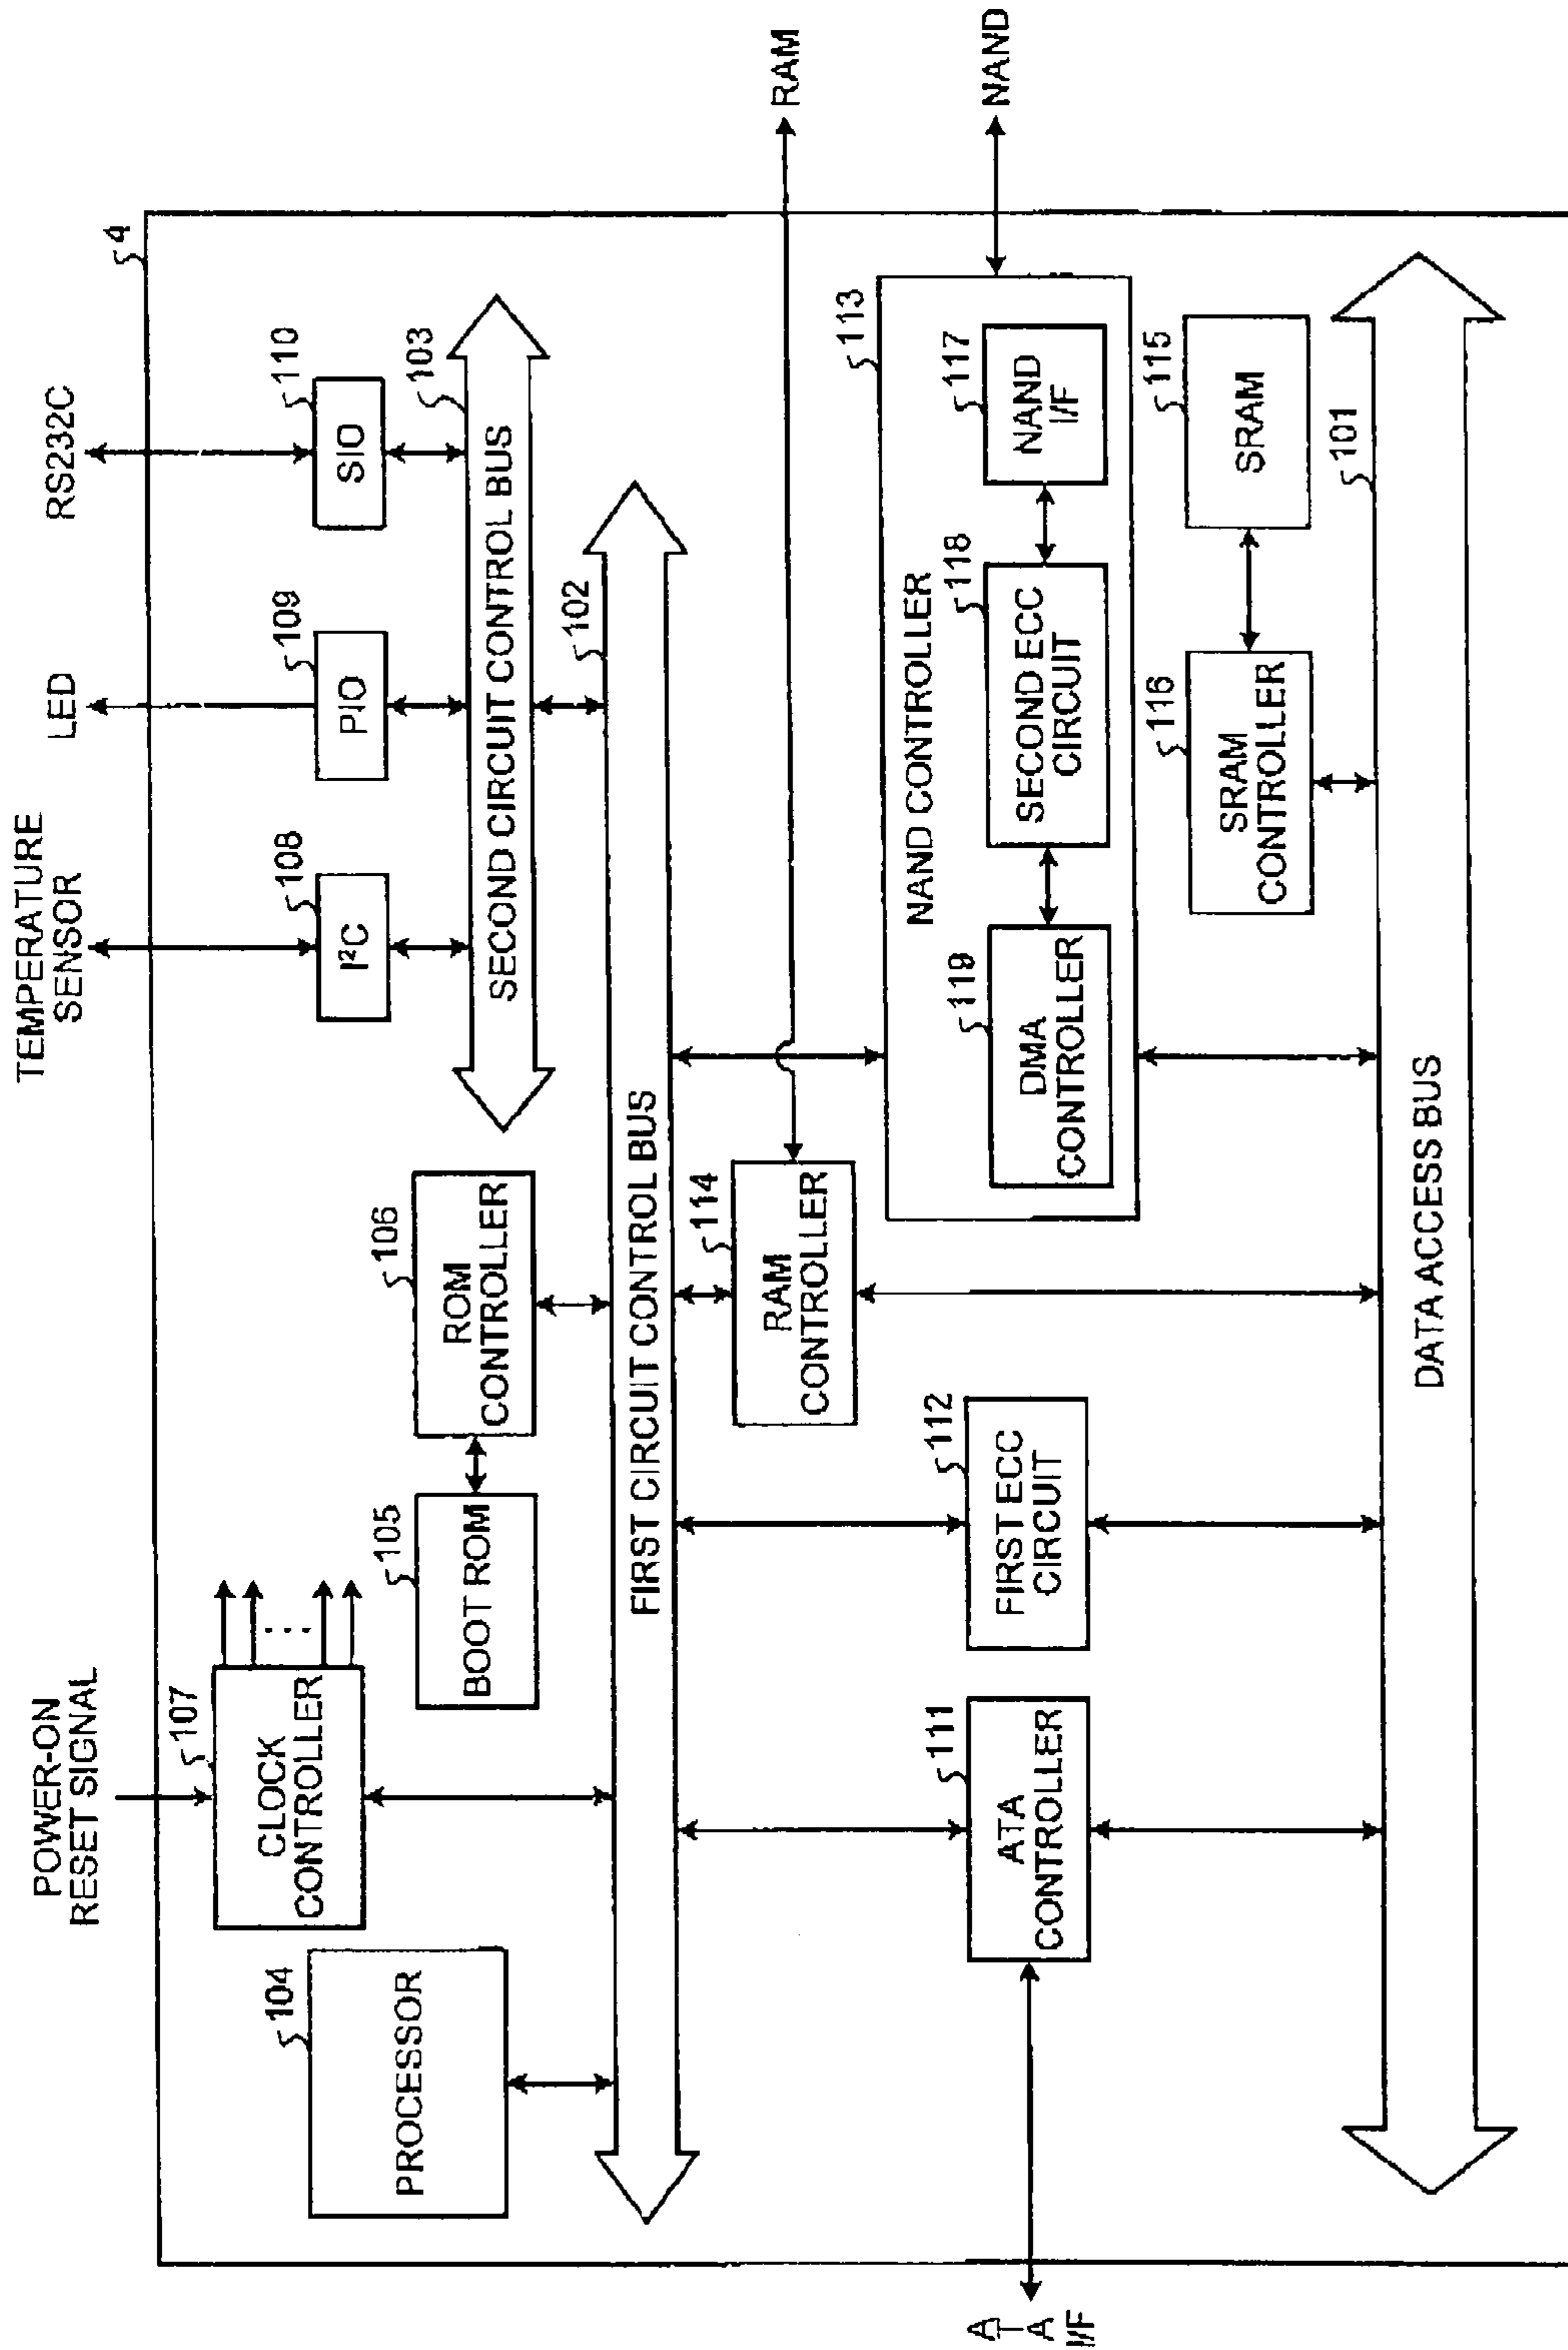 POWER-ON
RESET SIGNAL
TEMPERATURE
SENSOR
LED
RS232C
4
104
PROCESSOR
107
CLOCK
CONTROLLER
105
BOOT ROM
106
ROM
CONTROLLER
108
I²C
109
PIO
110
SIO
103
SECOND CIRCUIT CONTROL BUS
102
FIRST CIRCUIT CONTROL BUS
114
RAM
CONTROLLER
RAM
113
NAND CONTROLLER
NAND
111
ATA
CONTROLLER
A
T
A
I/F
112
FIRST ECC
CIRCUIT
119
DMA
CONTROLLER
118
SECOND ECC
CIRCUIT
117
NAND
I/F
116
SRAM
CONTROLLER
115
SRAM
101
DATA ACCESS BUS